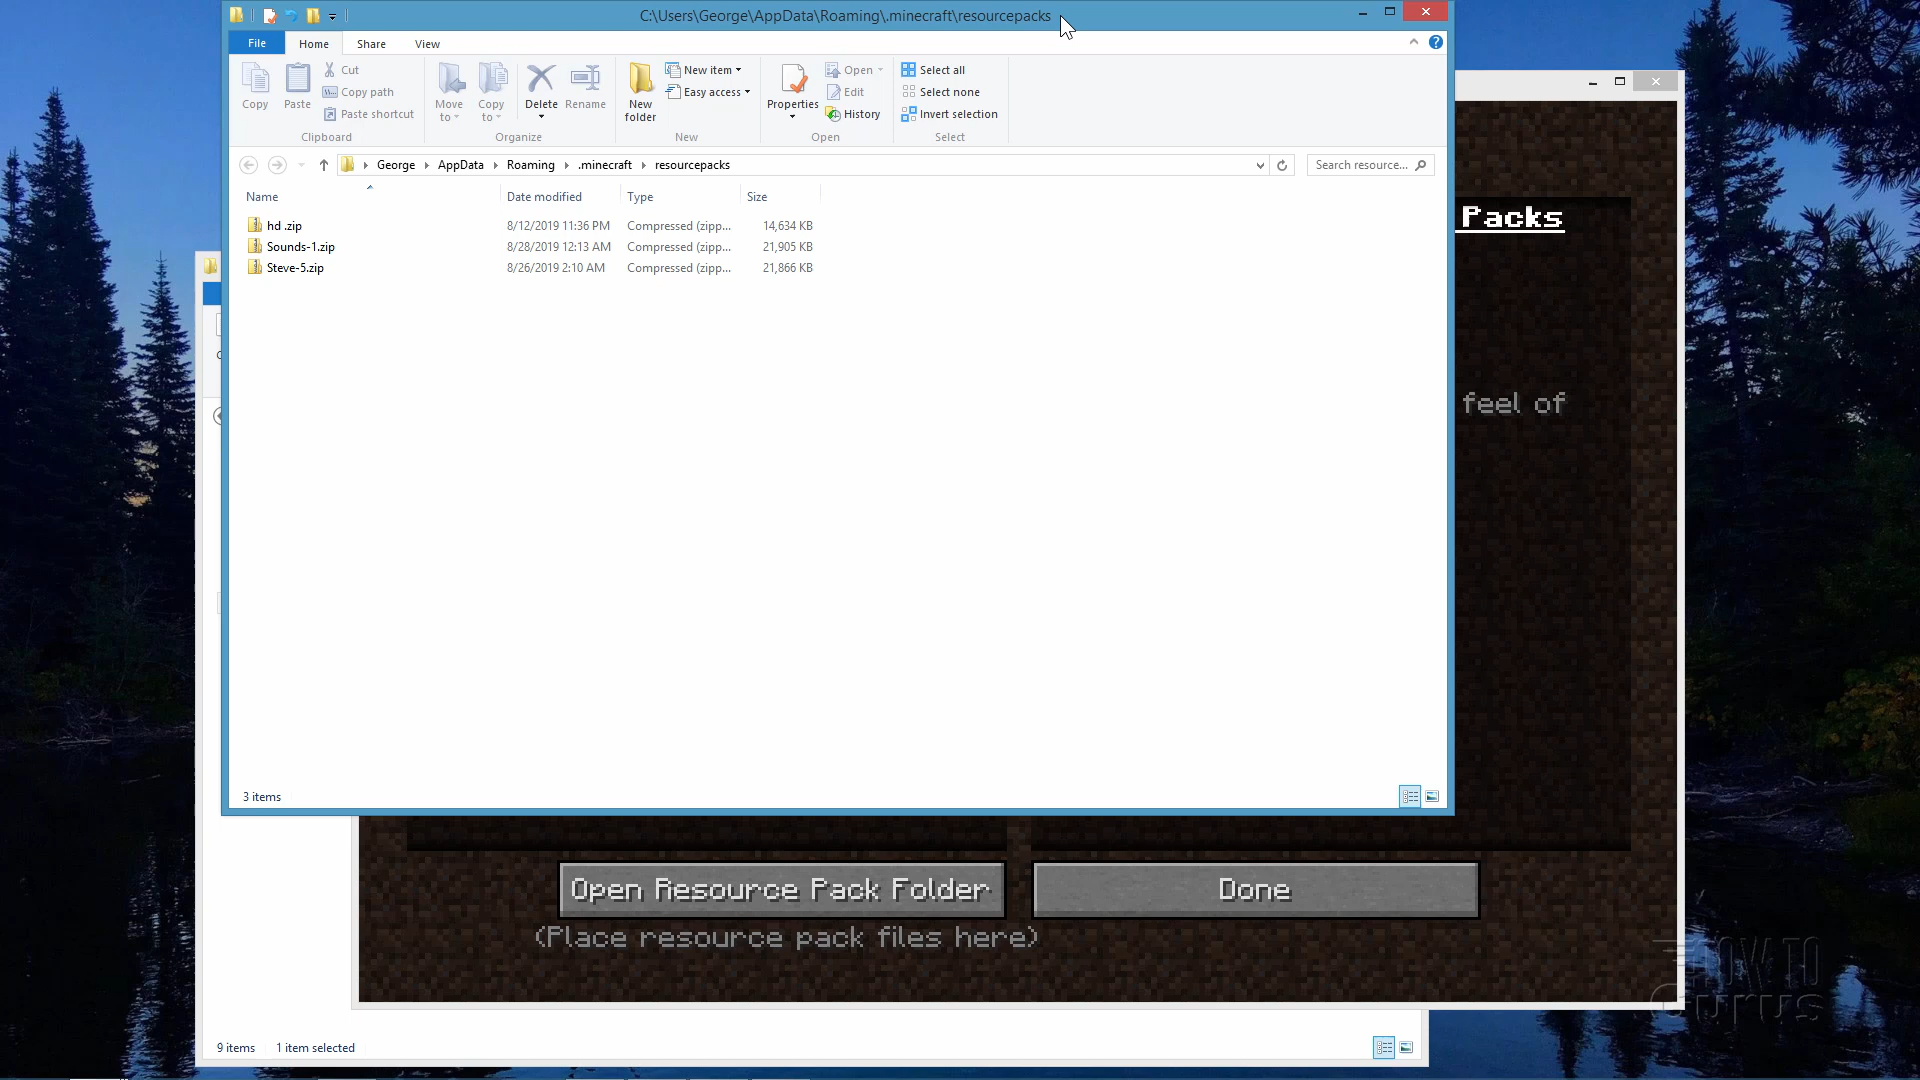 C:\Users\George\AppData\Roaming\.minecraft\resourcepacks
File Home Share View
Copy
Paste
Cut
Copy path
Paste shortcut
Clipboard
Move to
Copy to
Delete
Rename
Organize
New folder
New item
Easy access
New
Properties
Open
Edit
History
Open
Select all
Select none
Invert selection
Select
George AppData Roaming .minecraft resourcepacks
Search resource...
Name Date modified Type Size
hd .zip 8/12/2019 11:36 PM Compressed (zipp... 14,634 KB
Sounds-1.zip 8/28/2019 12:13 AM Compressed (zipp... 21,905 KB
Steve-5.zip 8/26/2019 2:10 AM Compressed (zipp... 21,866 KB
Packs
feel of
3 items
Open Resource Pack Folder
Done
(Place resource pack files here)
HOW TO
Gurus
9 items 1 item selected